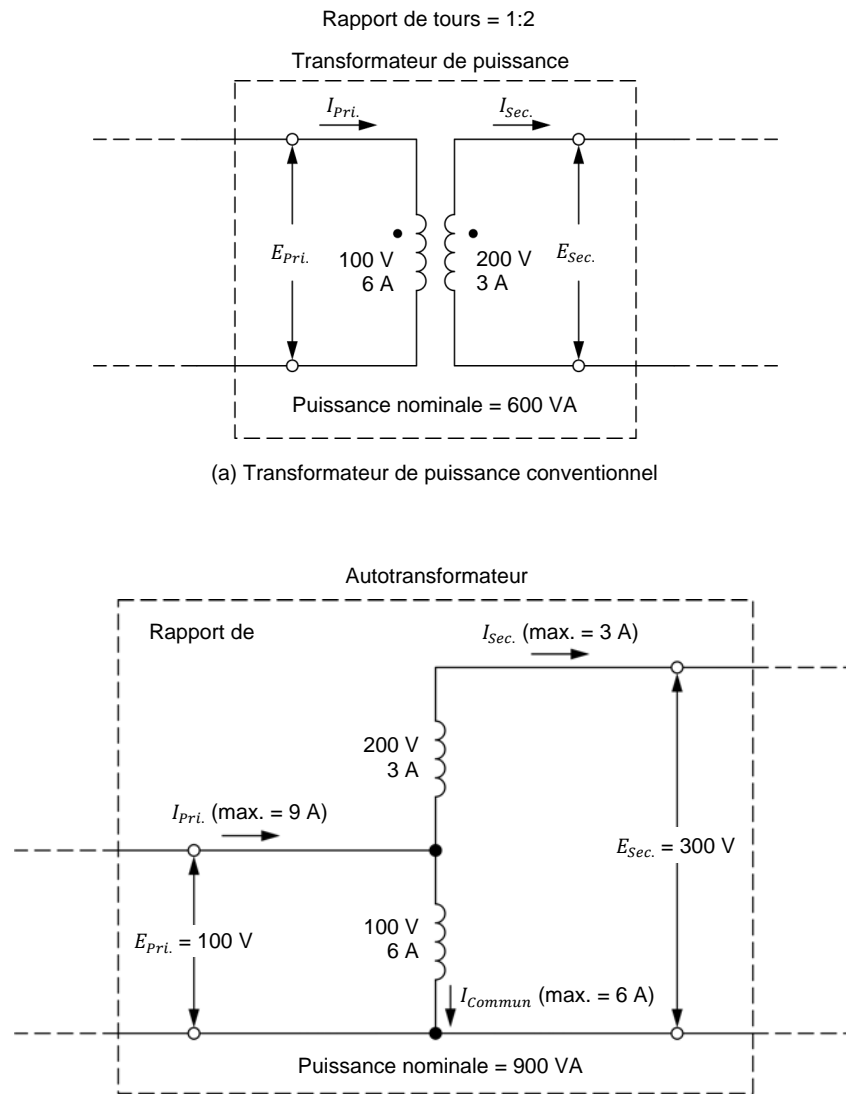 Rapport de tours = 1:2
Transformateur de puissance
I_Pri.
I_Sec.
E_Pri.
100 V
6 A
200 V
3 A
E_Sec.
Puissance nominale = 600 VA
(a) Transformateur de puissance conventionnel
Autotransformateur
Rapport de
I_Sec. (max. = 3 A)
200 V
3 A
I_Pri. (max. = 9 A)
E_Sec. = 300 V
100 V
6 A
E_Pri. = 100 V
I_Commun (max. = 6 A)
Puissance nominale = 900 VA